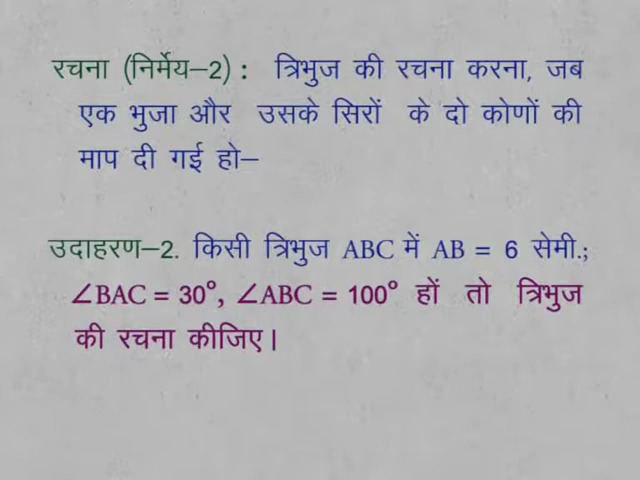 रचना (निर्मेय–2) : त्रिभुज की रचना करना, जब
एक भुजा और उसके सिरों के दो कोणों की
माप दी गई हो–
उदाहरण–2. किसी त्रिभुज ABC में AB = 6 सेमी.;
∠BAC = 30°, ∠ABC = 100° हों तो त्रिभुज
की रचना कीजिए।